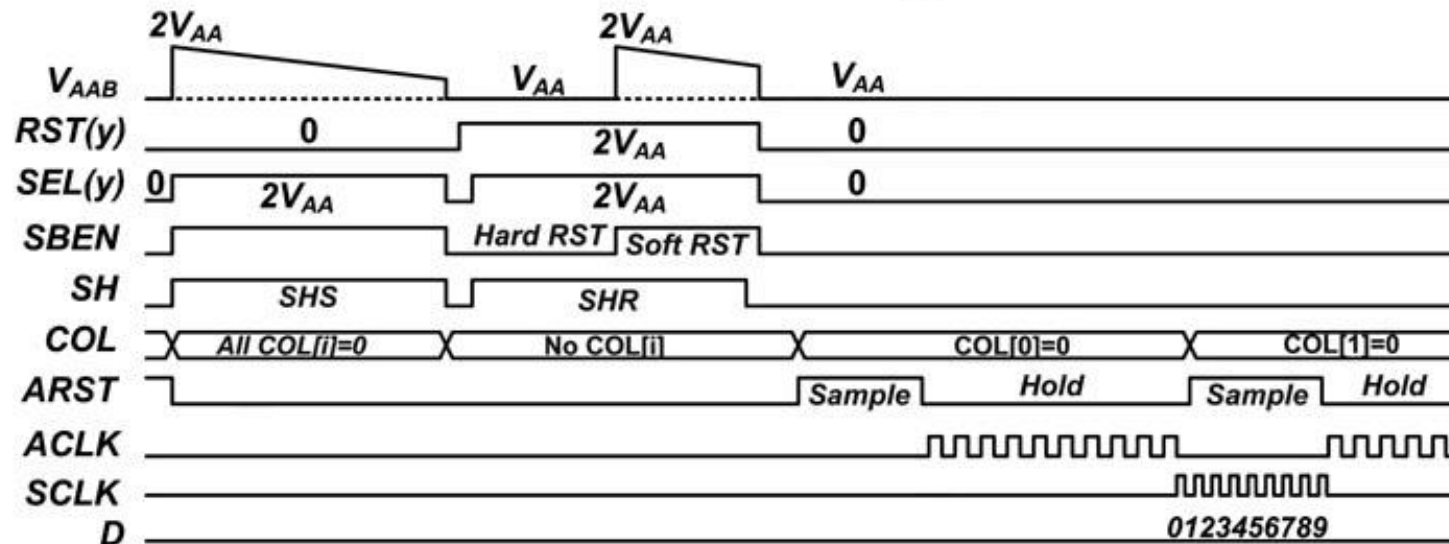 2VAA 2VAA
VAAB VAA VAA
RST(y) 0 2VAA 0
SEL(y) 0 2VAA 2VAA 0
SBEN Hard RST Soft RST
SH SHS SHR
COL All COL[i]=0 No COL[i] COL[0]=0 COL[1]=0
ARST Sample Hold Sample Hold
ACLK
SCLK
D 0123456789